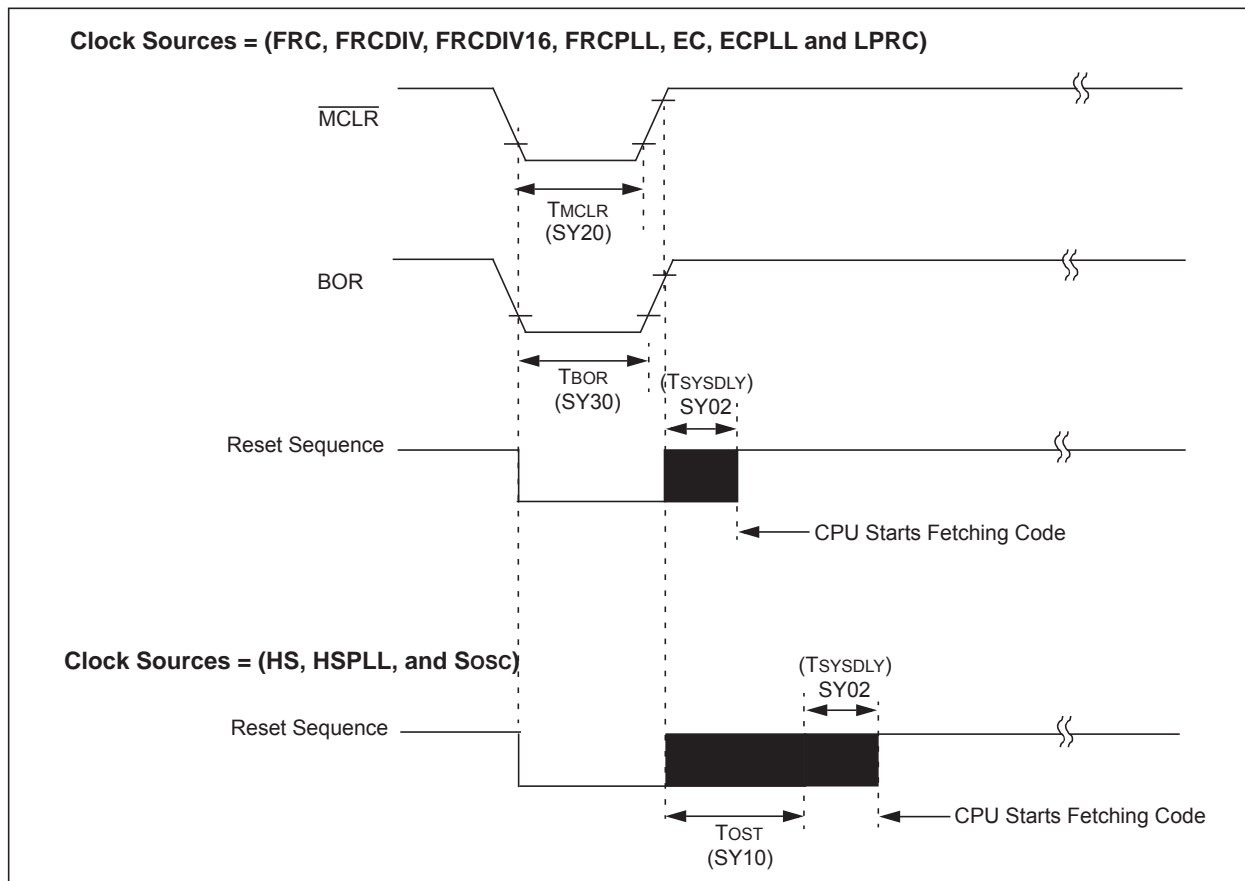 Clock Sources = (FRC, FRCDIV, FRCDIV16, FRCPLL, EC, ECPLL and LPRC)
MCLR
TMCLR
(SY20)
BOR
TBOR
(SY30)
(TSYSDLY)
SY02
Reset Sequence
CPU Starts Fetching Code
Clock Sources = (HS, HSPLL, and SOSC)
(TSYSDLY)
SY02
Reset Sequence
CPU Starts Fetching Code
TOST
(SY10)